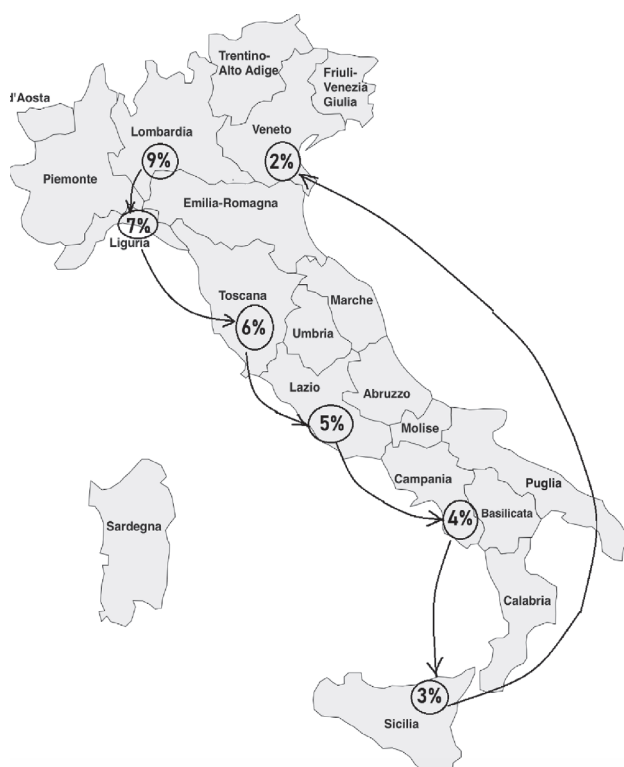 Trentino-
Alto Adige
Friuli-
Venezia
Giulia
d'Aosta
Lombardia
Veneto
9%
2%
Piemonte
Emilia-Romagna
7%
Liguria
Toscana
Marche
6%
Umbria
Lazio
Abruzzo
5%
Molise
Campania
Puglia
4%
Basilicata
Sardegna
Calabria
3%
Sicilia